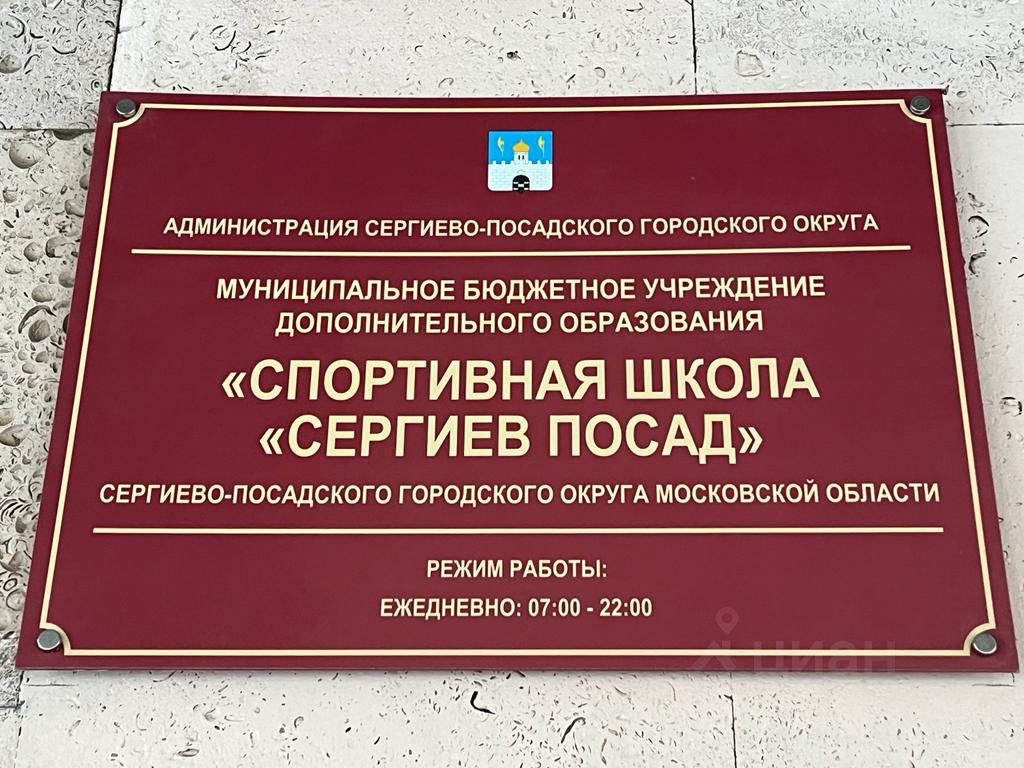 АДМИНИСТРАЦИЯ СЕРГИЕВО-ПОСАДСКОГО ГОРОДСКОГО ОКРУГА
МУНИЦИПАЛЬНОЕ БЮДЖЕТНОЕ УЧРЕЖДЕНИЕ
ДОПОЛНИТЕЛЬНОГО ОБРАЗОВАНИЯ
«СПОРТИВНАЯ ШКОЛА
«СЕРГИЕВ ПОСАД»
СЕРГИЕВО-ПОСАДСКОГО ГОРОДСКОГО ОКРУГА МОСКОВСКОЙ ОБЛАСТИ
РЕЖИМ РАБОТЫ:
ЕЖЕДНЕВНО: 07:00 - 22:00
циан